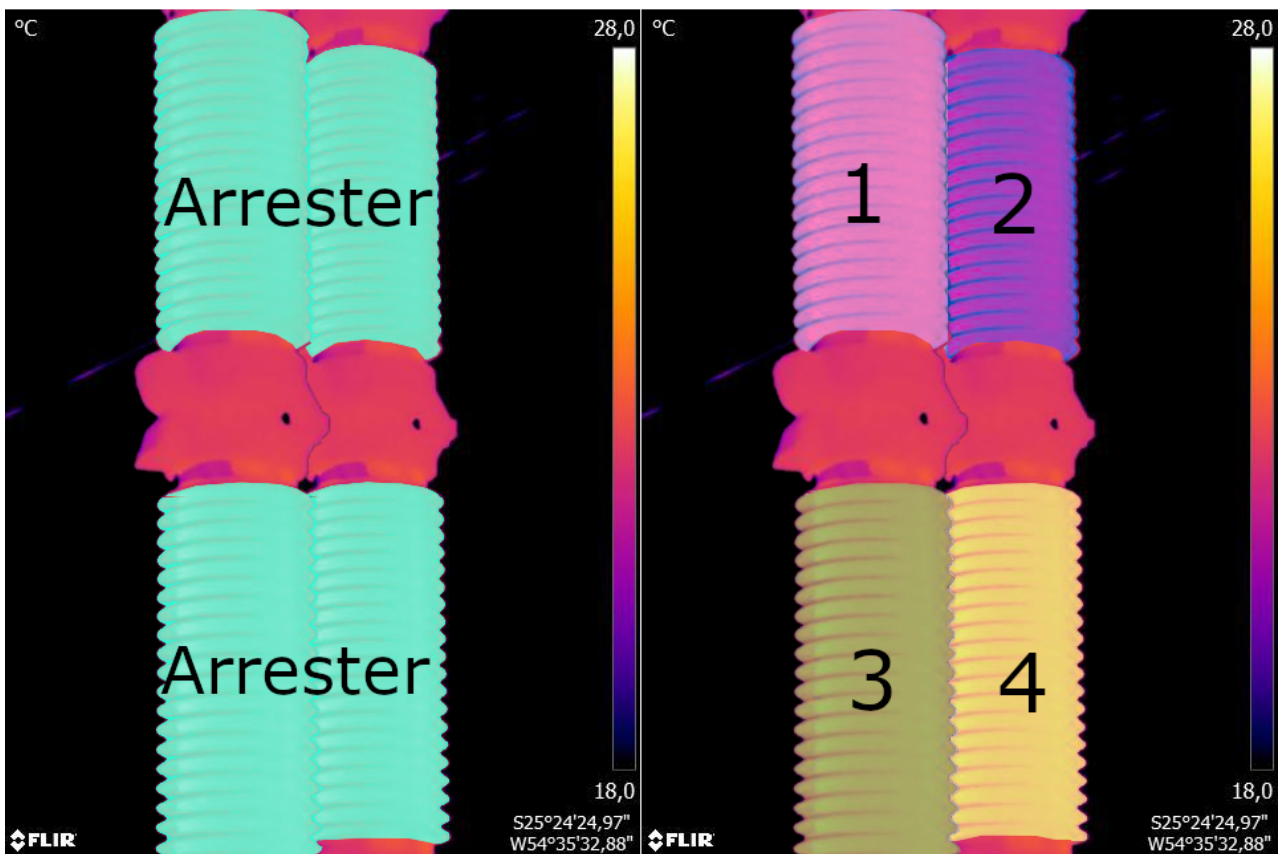 °C
28,0
Arrester
Arrester
18,0
S25°24'24,97"
W54°35'32,88"
FLIR
°C
28,0
1
2
3
4
18,0
S25°24'24,97"
W54°35'32,88"
FLIR